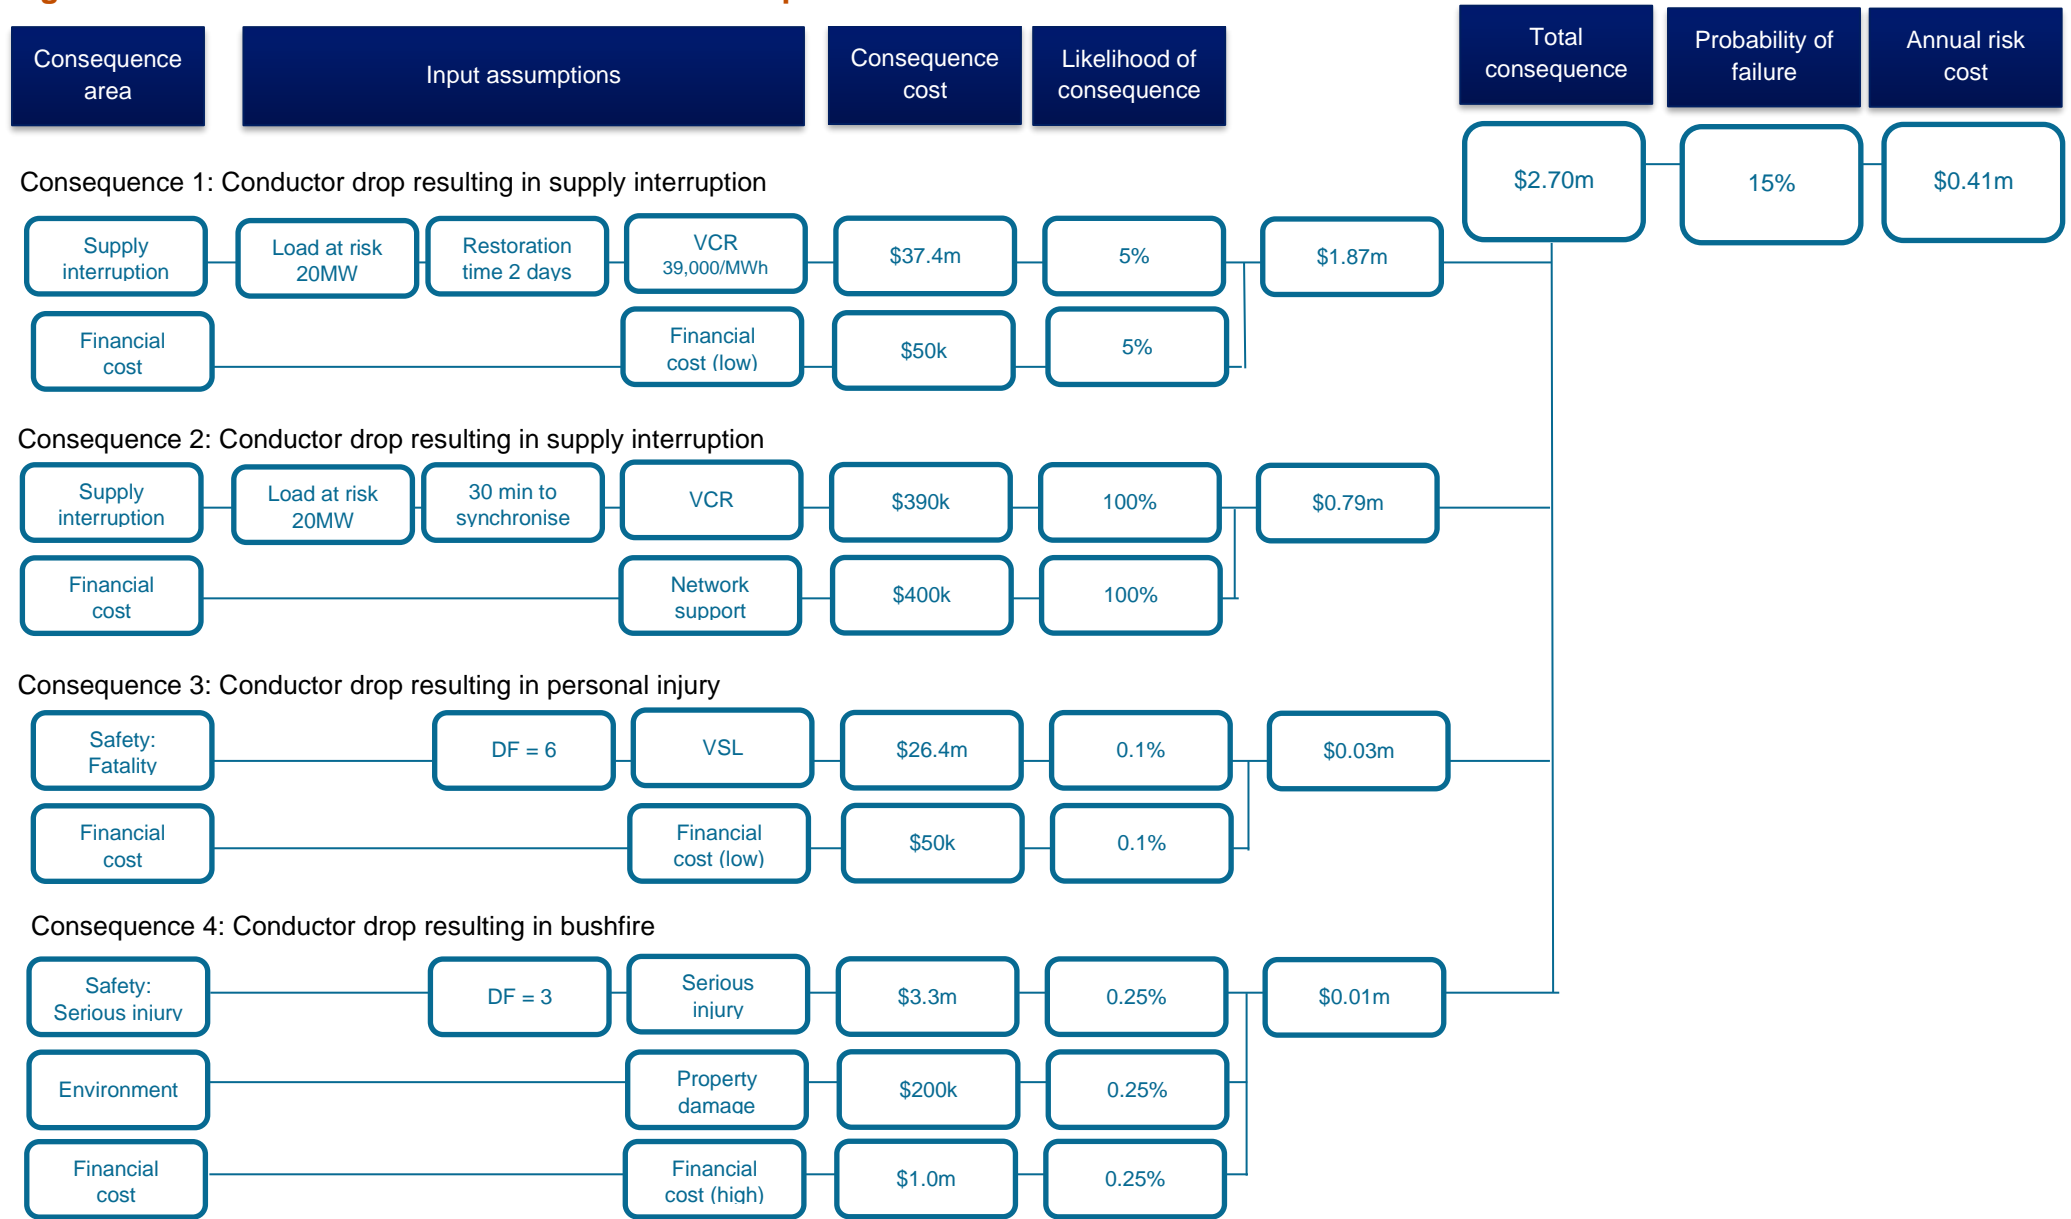 Consequence
area
Input assumptions
Consequence
cost
Likelihood of
consequence
Total
consequence
Probability of
failure
Annual risk
cost
$2.70m
15%
$0.41m
Consequence 1: Conductor drop resulting in supply interruption
Supply
interruption
Load at risk
20MW
Restoration
time 2 days
VCR
39,000/MWh
$37.4m
5%
$1.87m
Financial
cost
Financial
cost (low)
$50k
5%
Consequence 2: Conductor drop resulting in supply interruption
Supply
interruption
Load at risk
20MW
30 min to
synchronise
VCR
$390k
100%
$0.79m
Financial
cost
Network
support
$400k
100%
Consequence 3: Conductor drop resulting in personal injury
Safety:
Fatality
DF = 6
VSL
$26.4m
0.1%
$0.03m
Financial
cost
Financial
cost (low)
$50k
0.1%
Consequence 4: Conductor drop resulting in bushfire
Safety:
Serious injury
DF = 3
Serious
injury
$3.3m
0.25%
$0.01m
Environment
Property
damage
$200k
0.25%
Financial
cost
Financial
cost (high)
$1.0m
0.25%